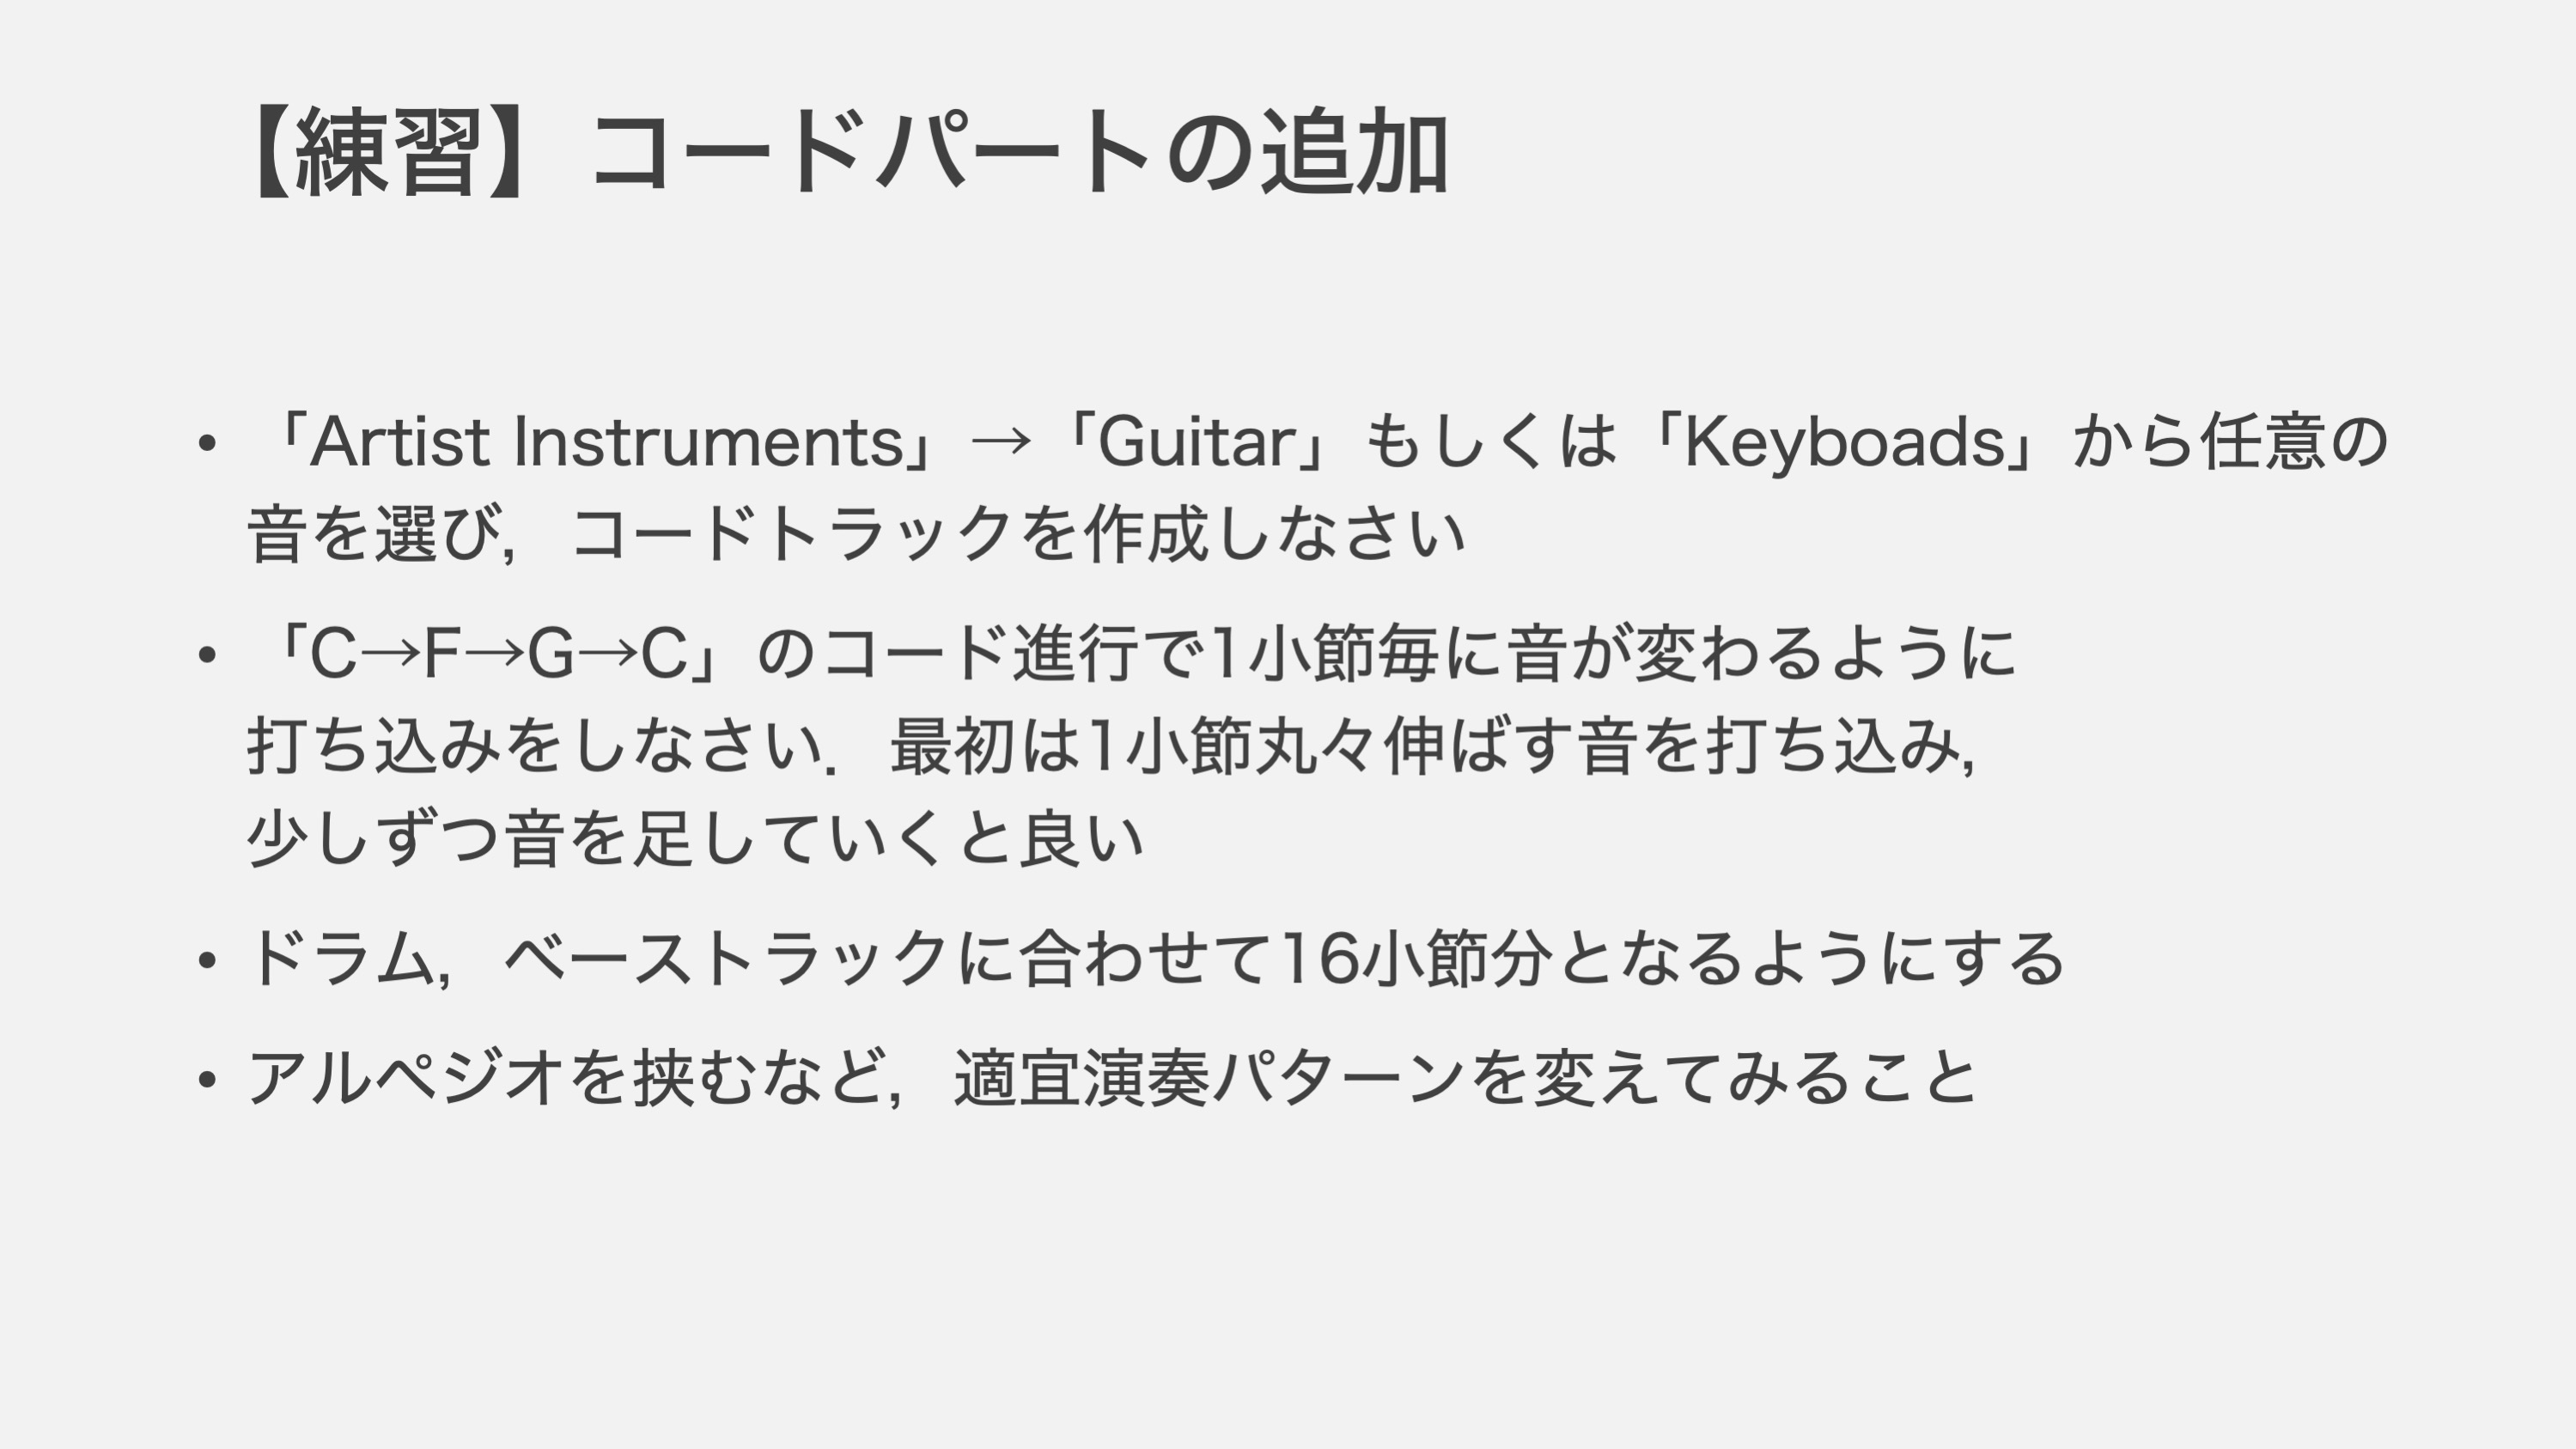 【練習】コードパートの追加
• 「Artist Instruments」→「Guitar」もしくは「Keyboads」から任意の
音を選び，コードトラックを作成しなさい
• 「C→F→G→C」のコード進行で1小節毎に音が変わるように
打ち込みをしなさい．最初は1小節丸々伸ばす音を打ち込み，
少しずつ音を足していくと良い
• ドラム，ベーストラックに合わせて16小節分となるようにする
• アルペジオを挟むなど，適宜演奏パターンを変えてみること